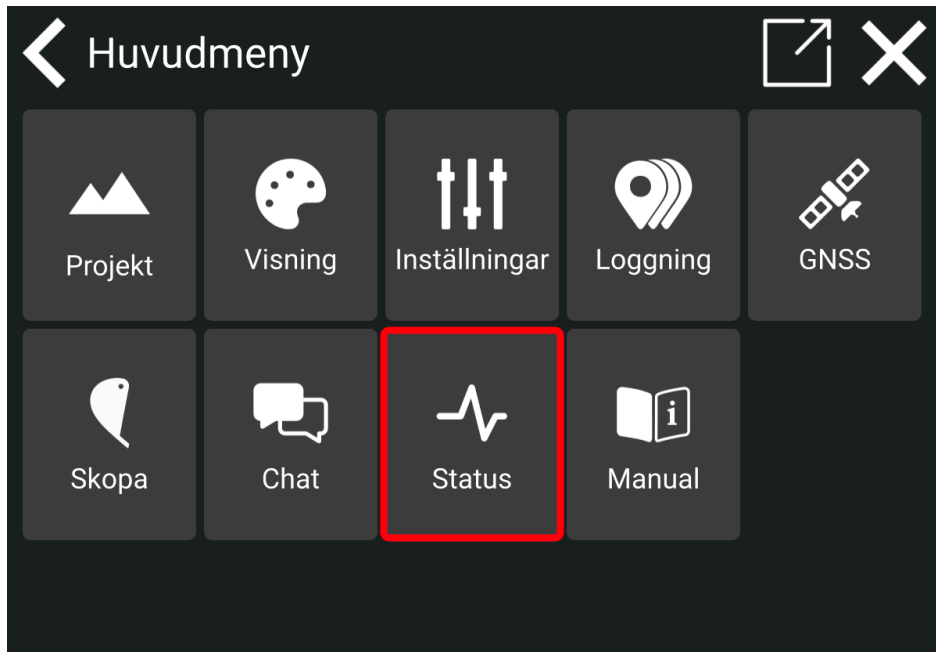 Huvudmeny
Projekt
Visning
Inställningar
Loggning
GNSS
Skopa
Chat
Status
i
Manual